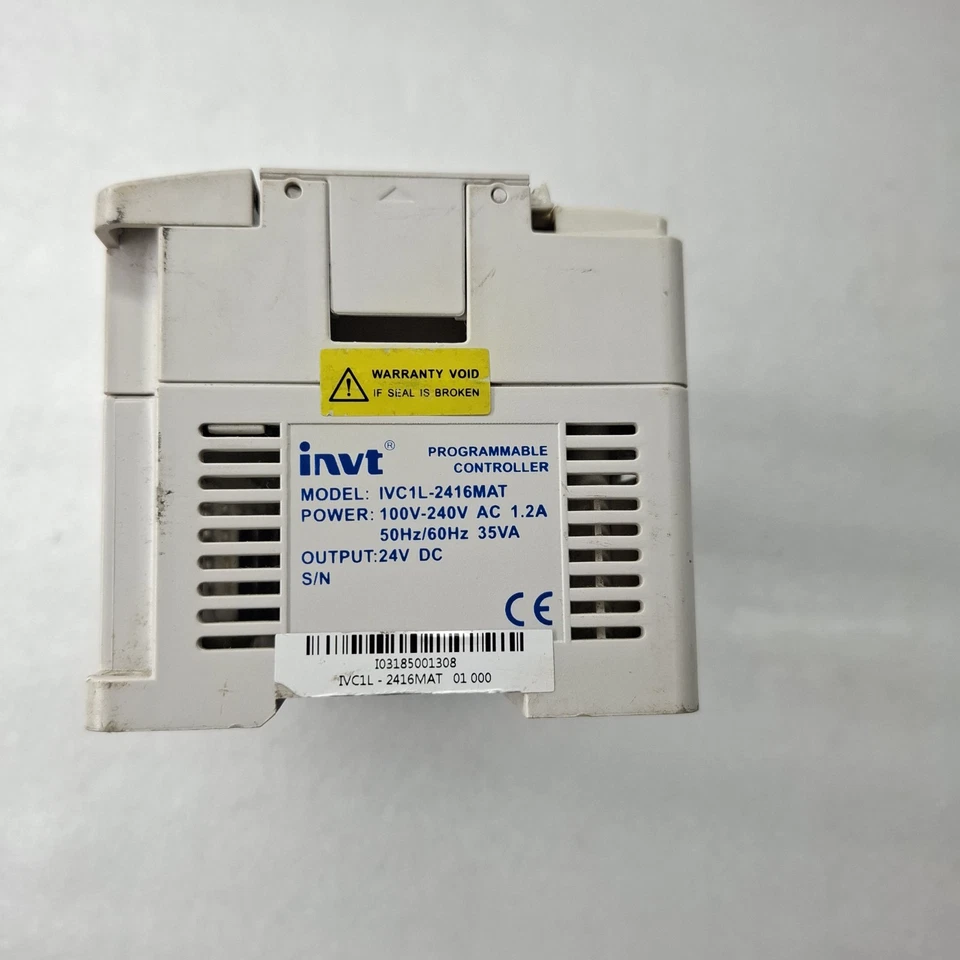 WARRANTY VOID
IF SEAL IS BROKEN
invt®
PROGRAMMABLE
CONTROLLER
MODEL: IVC1L-2416MAT
POWER: 100V-240V AC 1.2A
50Hz/60Hz 35VA
OUTPUT:24V DC
S/N
CE
I03185001308
IVC1L - 2416MAT 01 000